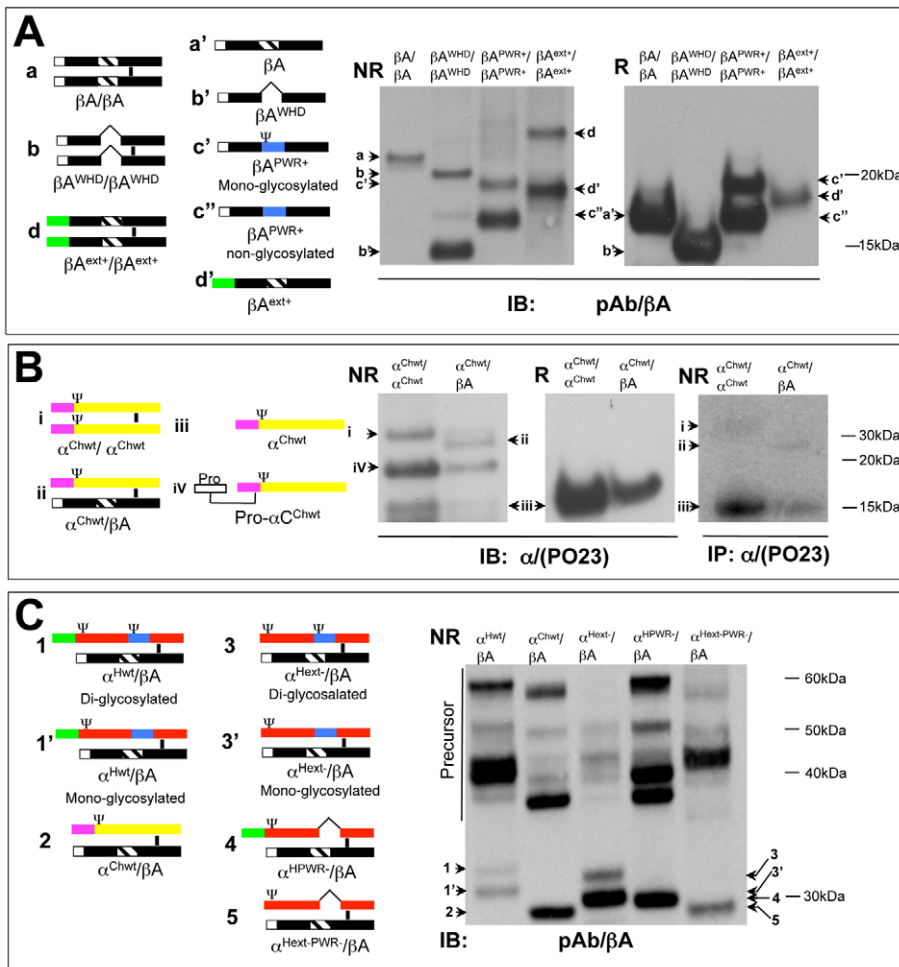 A
a
βA/βA
b
βA^WHD/βA^WHD
d
βA^ext+/βA^ext+
a'
βA
b'
βA^WHD
c'
Ψ
βA^PWR+
Mono-glycosylated
c''
βA^PWR+
non-glycosylated
d'
βA^ext+
NR
βA/ βA^WHD/ βA^PWR+/ βA^ext+/
βA βA^WHD βA^PWR+ βA^ext+
a
b
c'
b'
d
d'
c''
R
βA/ βA^WHD/ βA^PWR+/ βA^ext+/
βA βA^WHD βA^PWR+ βA^ext+
a'
b'
20kDa
c'
d'
c''
15kDa
IB: pAb/βA
B
Ψ
i
Ψ
α^Chwt/ α^Chwt
Ψ
ii
α^Chwt/βA
iii
Ψ
α^Chwt
iV
Pro
Ψ
Pro-αC^Chwt
NR
α^Chwt/ α^Chwt/
α^Chwt βA
i
iV
ii
iii
R
α^Chwt/ α^Chwt/
α^Chwt βA
NR
α^Chwt/ α^Chwt/
α^Chwt βA
i
ii
iii
30kDa
20kDa
15kDa
IB: α/(PO23)
IP: α/(PO23)
C
1
Ψ Ψ
α^Hwt/βA
Di-glycosylated
1'
Ψ
α^Hwt/βA
Mono-glycosylated
2
Ψ
α^Chwt/βA
3
Ψ Ψ
α^Hext-/βA
Di-glycosalated
3'
Ψ
α^Hext-/βA
Mono-glycosylated
4
Ψ
α^HPWR-/βA
5
Ψ
α^Hext-PWR-/βA
NR
α^Hwt/ α^Chwt/ α^Hext-/ α^HPWR-/ α^Hext-PWR-/
βA βA βA βA βA
Precursor
1
1'
2
60kDa
50kDa
40kDa
3
3'
30kDa
4
5
IB: pAb/βA